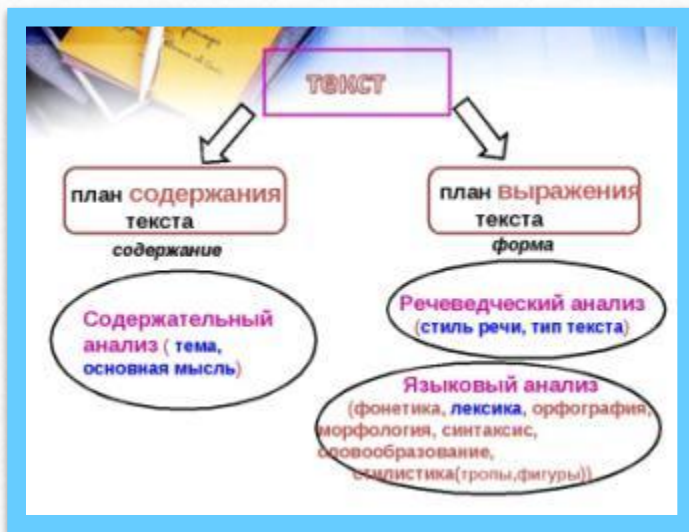 текст
план содержания
текста
содержание
Содержательный
анализ ( тема,
основная мысль)
план выражения
текста
форма
Речеведческий анализ
(стиль речи, тип текста)
Языковый анализ
(фонетика, лексика, орфография,
морфология, синтаксис,
словообразование,
стилистика(тропы,фигуры))